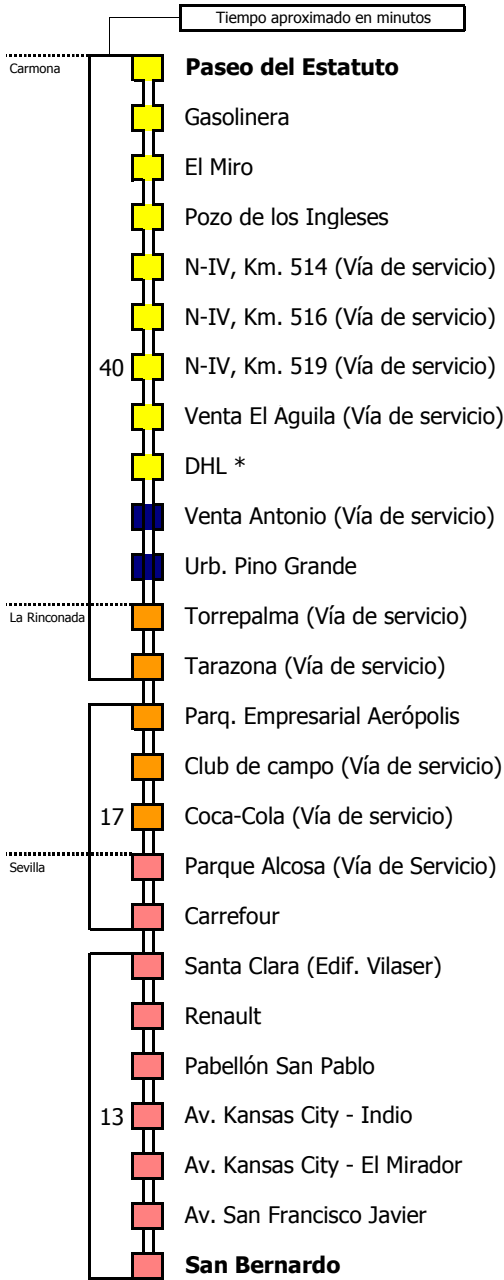 Tiempo aproximado en minutos
Carmona
Paseo del Estatuto
Gasolinera
El Miro
Pozo de los Ingleses
N-IV, Km. 514 (Vía de servicio)
N-IV, Km. 516 (Vía de servicio)
40
N-IV, Km. 519 (Vía de servicio)
Venta El Aguila (Vía de servicio)
DHL *
Venta Antonio (Vía de servicio)
Urb. Pino Grande
La Rinconada
Torrepalma (Vía de servicio)
Tarazona (Vía de servicio)
Parq. Empresarial Aerópolis
Club de campo (Vía de servicio)
17
Coca-Cola (Vía de servicio)
Sevilla
Parque Alcosa (Vía de Servicio)
Carrefour
Santa Clara (Edif. Vilaser)
Renault
Pabellón San Pablo
13
Av. Kansas City - Indio
Av. Kansas City - El Mirador
Av. San Francisco Javier
San Bernardo